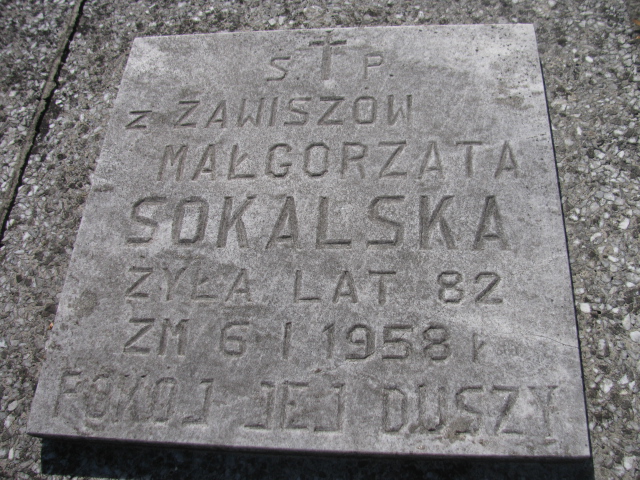 S. † P.
z ZAWISZÓW
MAŁGORZATA
SOKALSKA
ŻYŁA LAT 82
ZM 6 I 1958 r
POKÓJ JEJ DUSZY